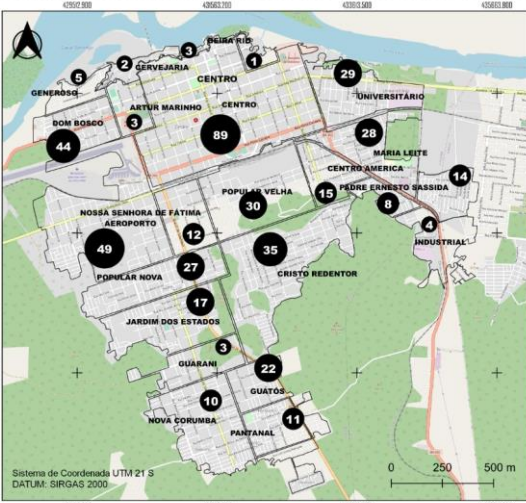 BEIRA RIO
3
1
2
CERVEJARIA
5
CENTRO
29
GENEROSO
UNIVERSITÁRIO
ARTUR MARINHO
CENTRO
DOM BOSCO
3
44
89
28
MARIA LEITE
CENTRO AMERICA
14
PADRE ERNESTO SASSIDA
POPULAR VELHA
15
8
30
NOSSA SENHORA DE FÁTIMA
AEROPORTO
4
12
INDUSTRIAL
49
35
27
CRISTO REDENTOR
POPULAR NOVA
17
JARDIM DOS ESTADOS
3
GUARANI
22
GUATÓS
10
NOVA CORUMBA
11
PANTANAL
Sistema de Coordenada UTM 21 S
DATUM: SIRGAS 2000
0 250 500 m